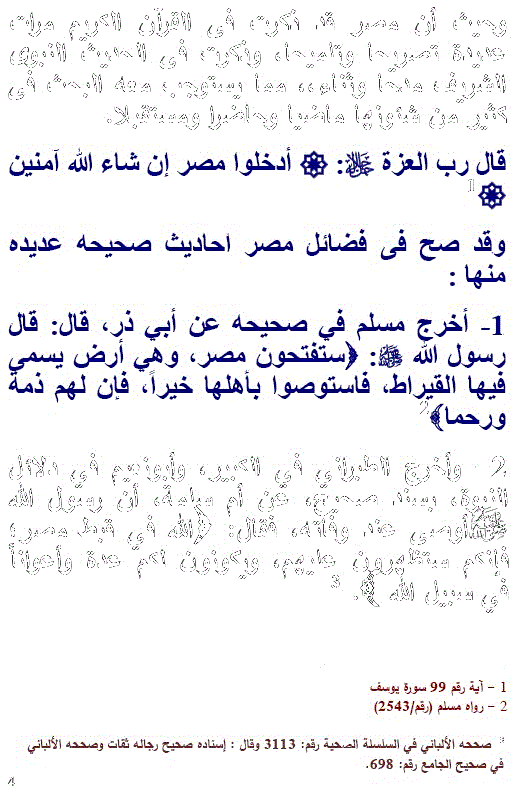 وحيث أن مصر قد ذكرت في القرآن الكريم مرات
عديدة تصريحا وتلميحا، وذكرت في الحديث النبوى
الشريف مدحا وثناء،، مما يستوجب معه البحث فى
كثير من شئونها ماضيا وحاضرا ومستقبلا.
قال رب العزة ﷻ: ۞ أدخلوا مصر إن شاء الله آمنين
۞1
وقد صح فى فضائل مصر احاديث صحيحه عديده
منها :
1- أخرج مسلم في صحيحه عن أبي ذر، قال: قال
رسول الله ﷺ: ﴿ستفتحون مصر، وهي أرض يسمى
فيها القيراط، فاستوصوا بأهلها خيراً، فإن لهم ذمة
ورحما﴾2
2 - وأخرج الطبراني في الكبير، وأبونعيم في دلائل
النبوة، بسند صحيح، عن أم سلمة، أن رسول الله
ﷺ أوصي عند وفاته، فقال: ﴿الله في قبط مصر؛
فإنكم ستظهرون عليهم، ويكونون لكم عدة وأعواناً
في سبيل الله ﴾. 3
1 – آية رقم 99 سورة يوسف
2 – رواه مسلم (رقم/2543)
3 صححه الألباني في السلسلة الصحية رقم: 3113 وقال : إسناده صحيح رجاله ثقات وصححه الألباني
في صحيح الجامع رقم: 698.